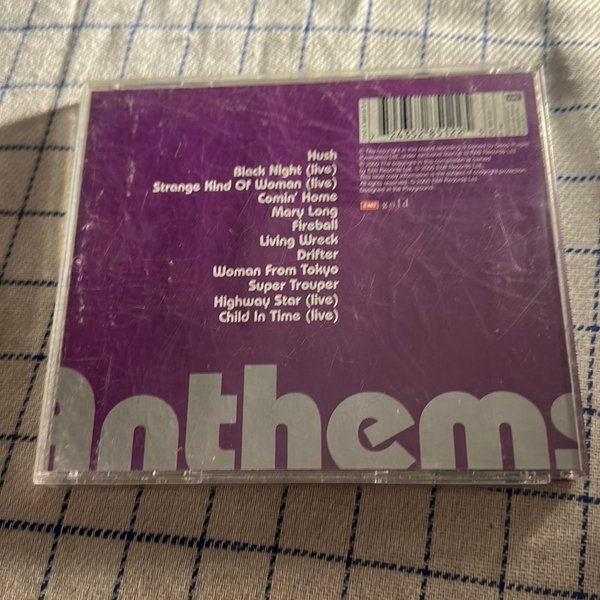 Hush
Black Night (live)
Strange Kind Of Woman (live)
Comin' Home
Mary Long
Fireball
Living Wreck
Drifter
Woman From Tokyo
Super Trouper
Highway Star (live)
Child In Time (live)
EMI
gold
Anthems